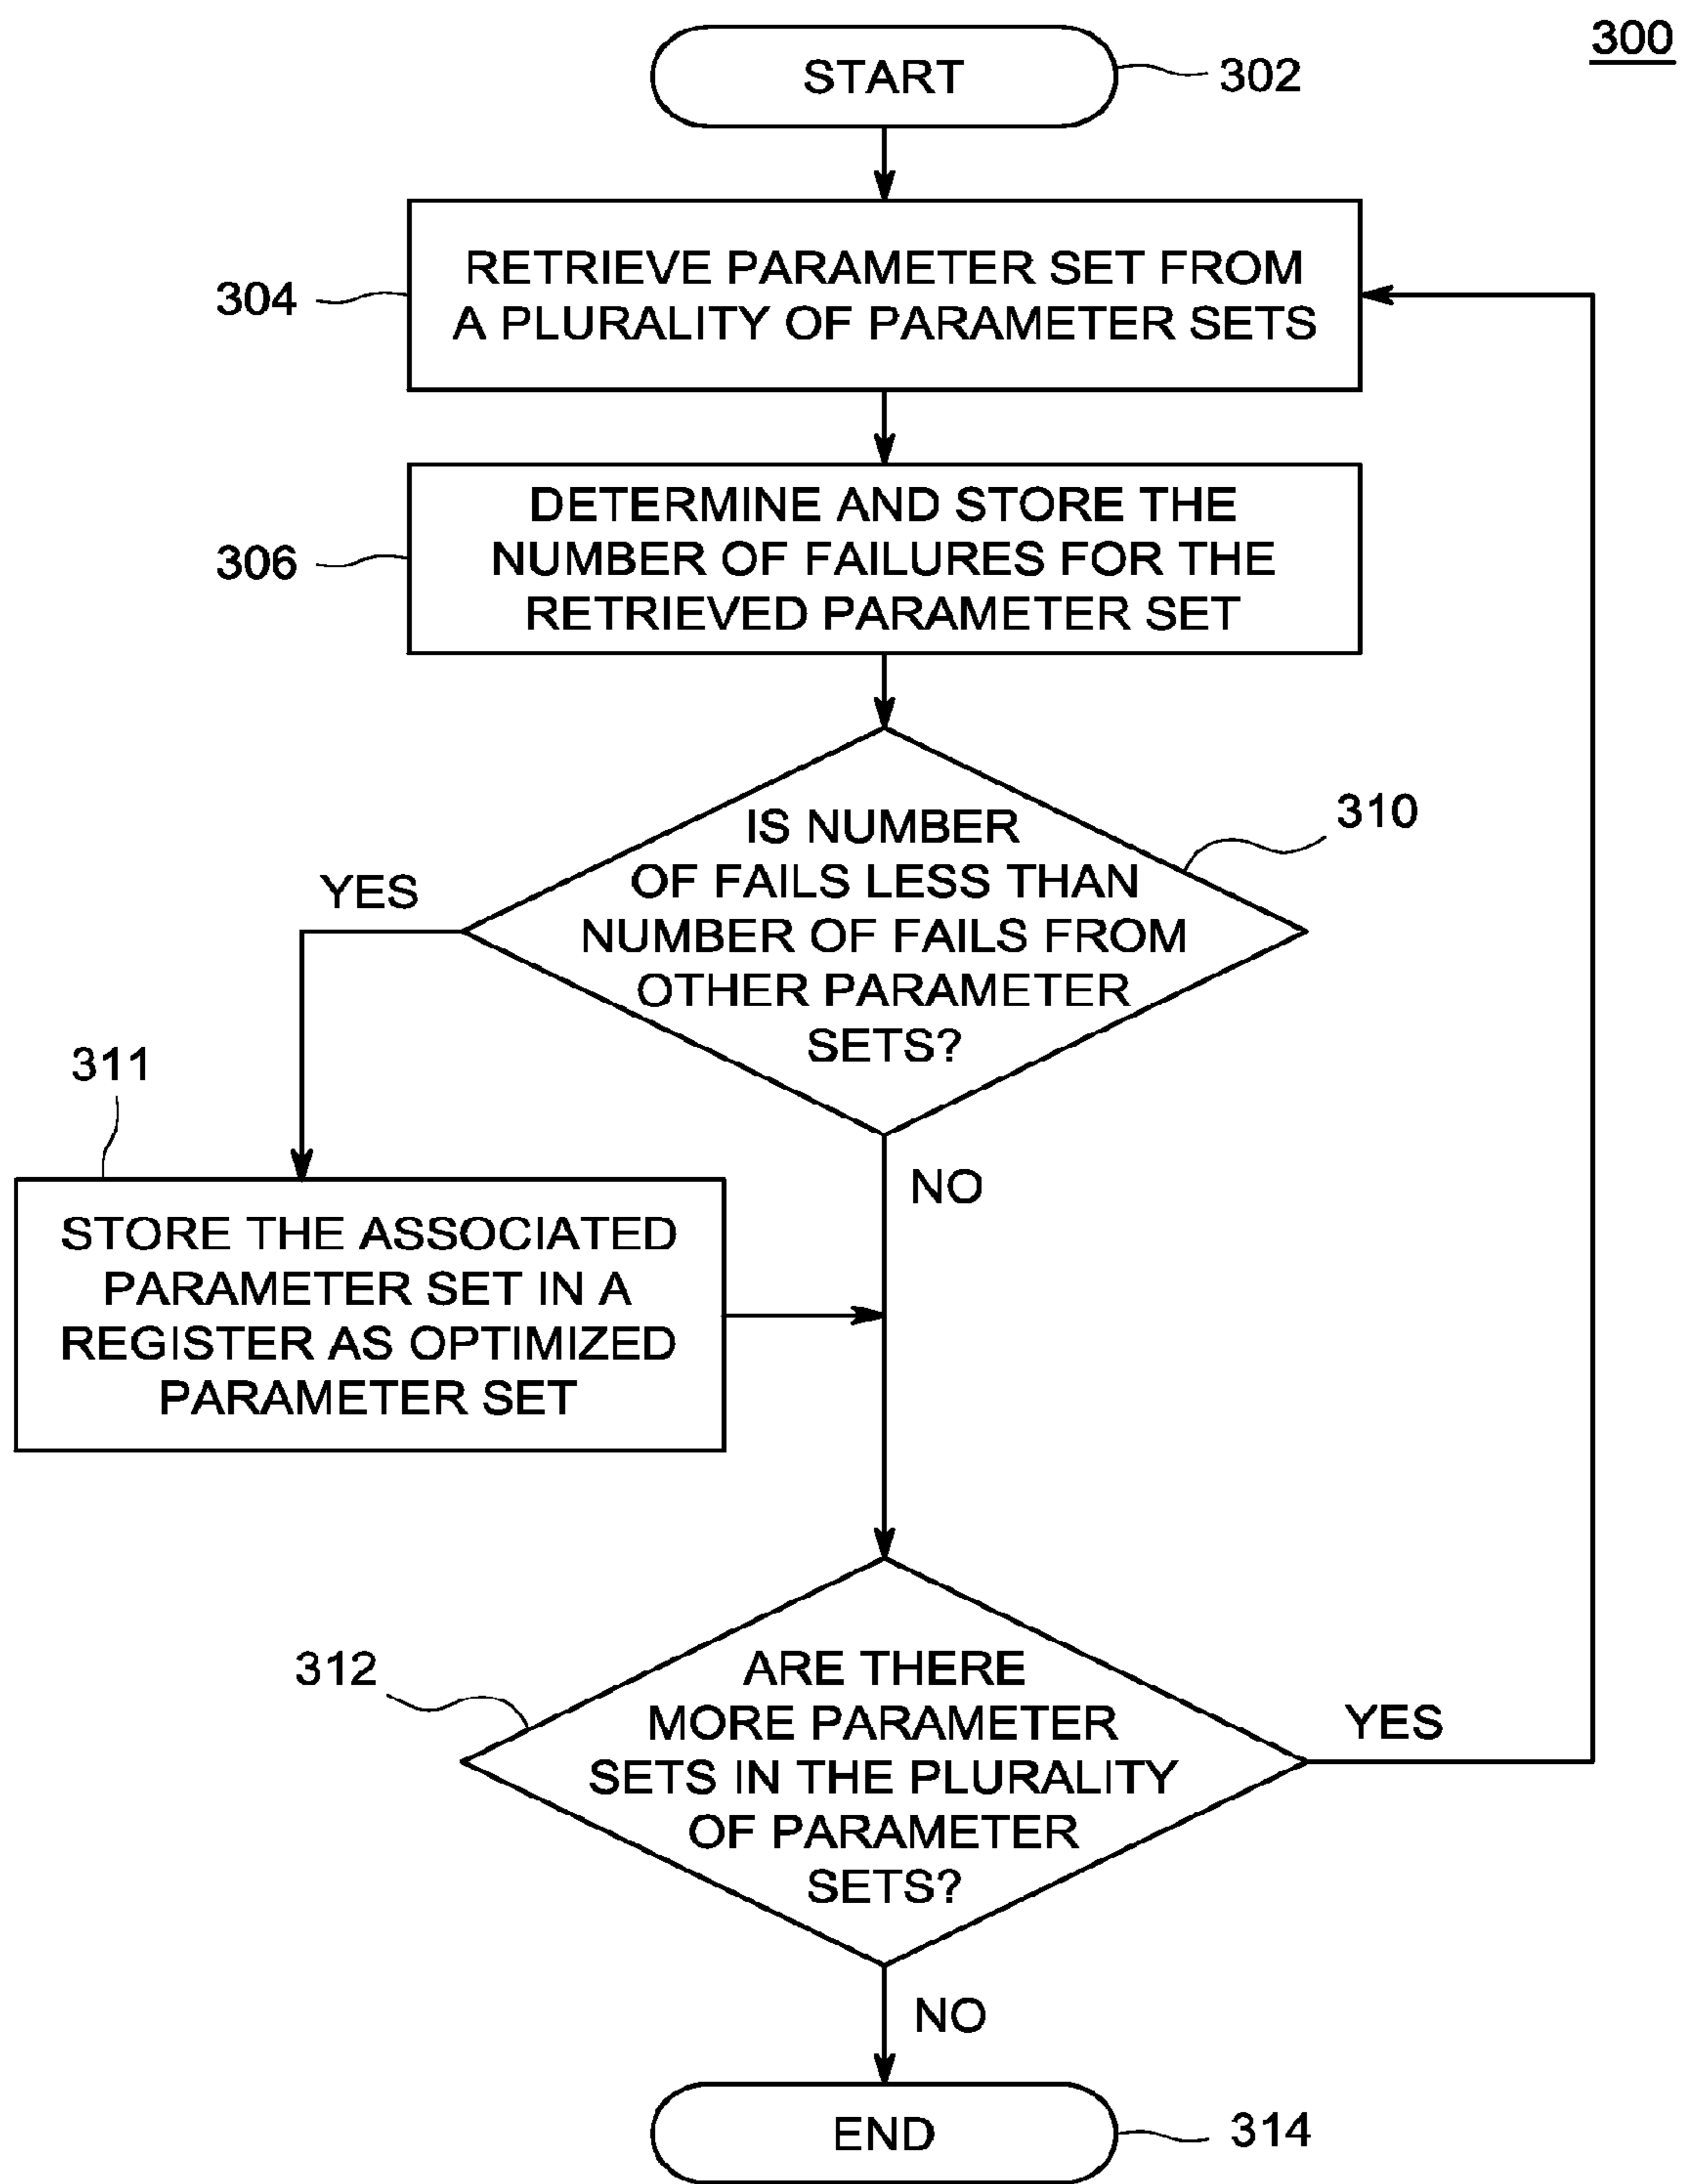 300
START
302
RETRIEVE PARAMETER SET FROM
A PLURALITY OF PARAMETER SETS
304
DETERMINE AND STORE THE
NUMBER OF FAILURES FOR THE
RETRIEVED PARAMETER SET
306
IS NUMBER
OF FAILS LESS THAN
NUMBER OF FAILS FROM
OTHER PARAMETER
SETS?
310
YES
NO
311
STORE THE ASSOCIATED
PARAMETER SET IN A
REGISTER AS OPTIMIZED
PARAMETER SET
312
ARE THERE
MORE PARAMETER
SETS IN THE PLURALITY
OF PARAMETER
SETS?
YES
NO
END
314